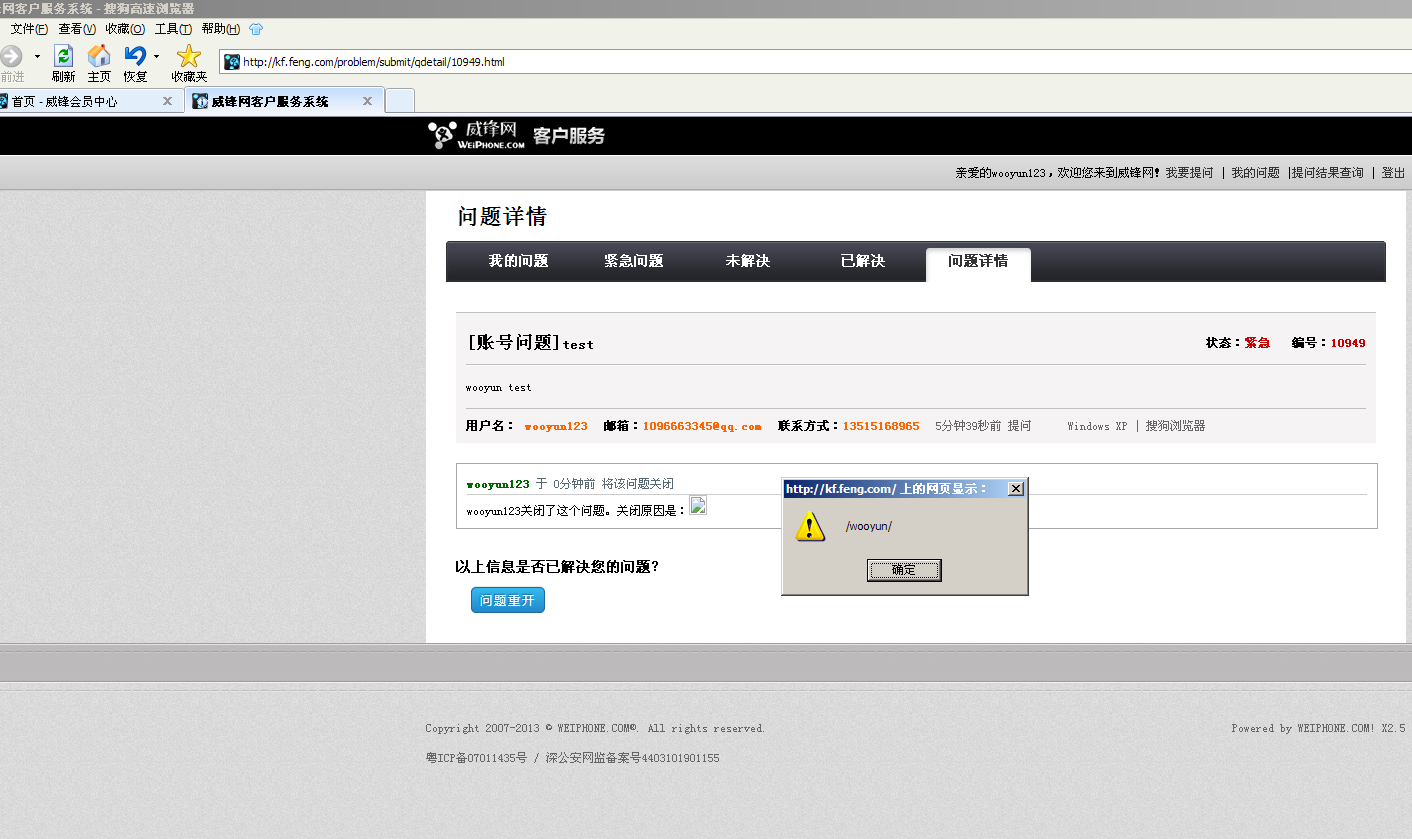 网客户服务系统 - 搜狗高速浏览器
文件(F) 查看(V) 收藏(O) 工具(T) 帮助(H)
前进 刷新 主页 恢复 收藏夹 http://kf.feng.com/problem/submit/qdetail/10949.html
首页 - 威锋会员中心 威锋网客户服务系统
威锋网 WEIPHONE.COM 客户服务
亲爱的wooyun123，欢迎您来到威锋网! 我要提问 | 我的问题 |提问结果查询 | 登出
问题详情
我的问题 紧急问题 未解决 已解决 问题详情
[账号问题]test 状态：紧急 编号：10949
wooyun test
用户名： wooyun123 邮箱：1096663345@qq.com 联系方式：13515168965 5分钟39秒前 提问 Windows XP | 搜狗浏览器
wooyun123 于 0分钟前 将该问题关闭
wooyun123关闭了这个问题。关闭原因是：
http://kf.feng.com/ 上的网页显示：
/wooyun/
确定
以上信息是否已解决您的问题?
问题重开
Copyright 2007-2013 © WEIPHONE.COM®. All rights reserved. Powered by WEIPHONE.COM! X2.5
粤ICP备07011435号 / 深公安网监备案号4403101901155